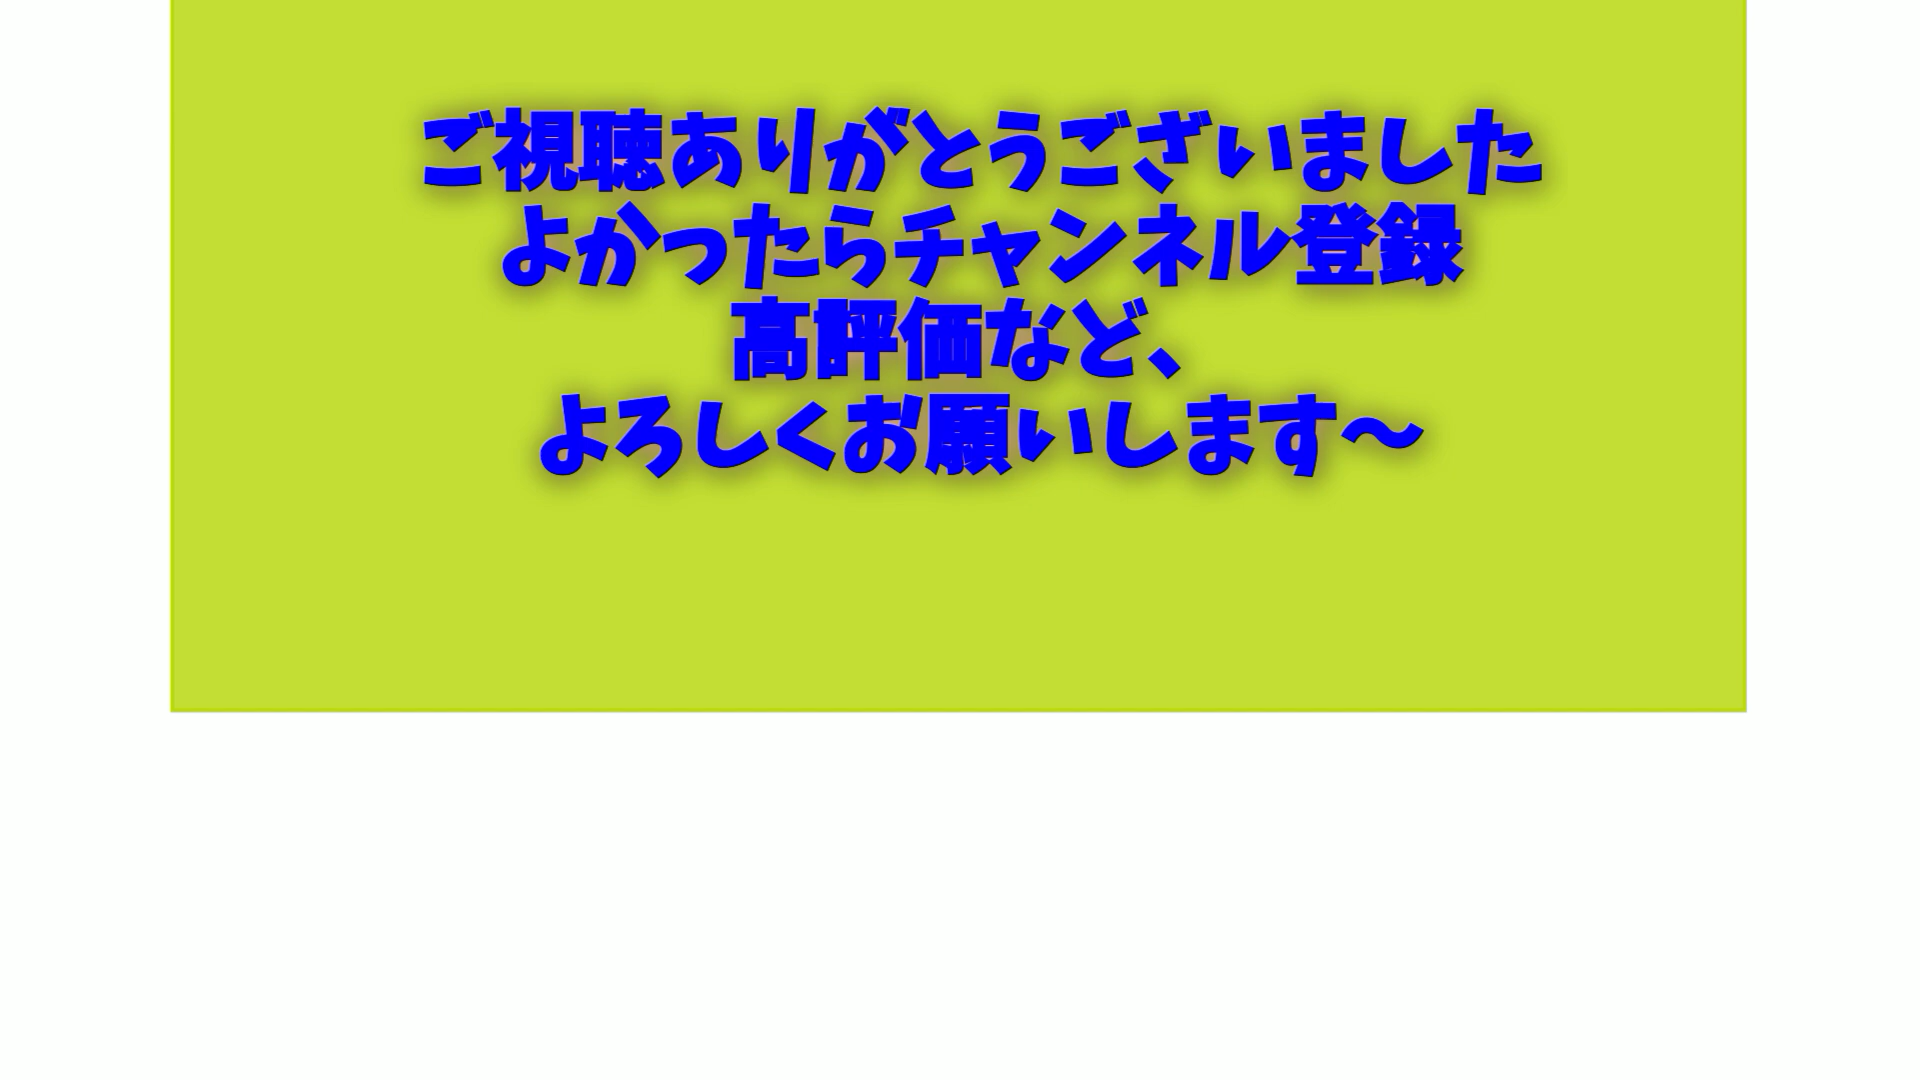 ご視聴ありがとうございました
よかったらチャンネル登録
高評価など、
よろしくお願いします〜